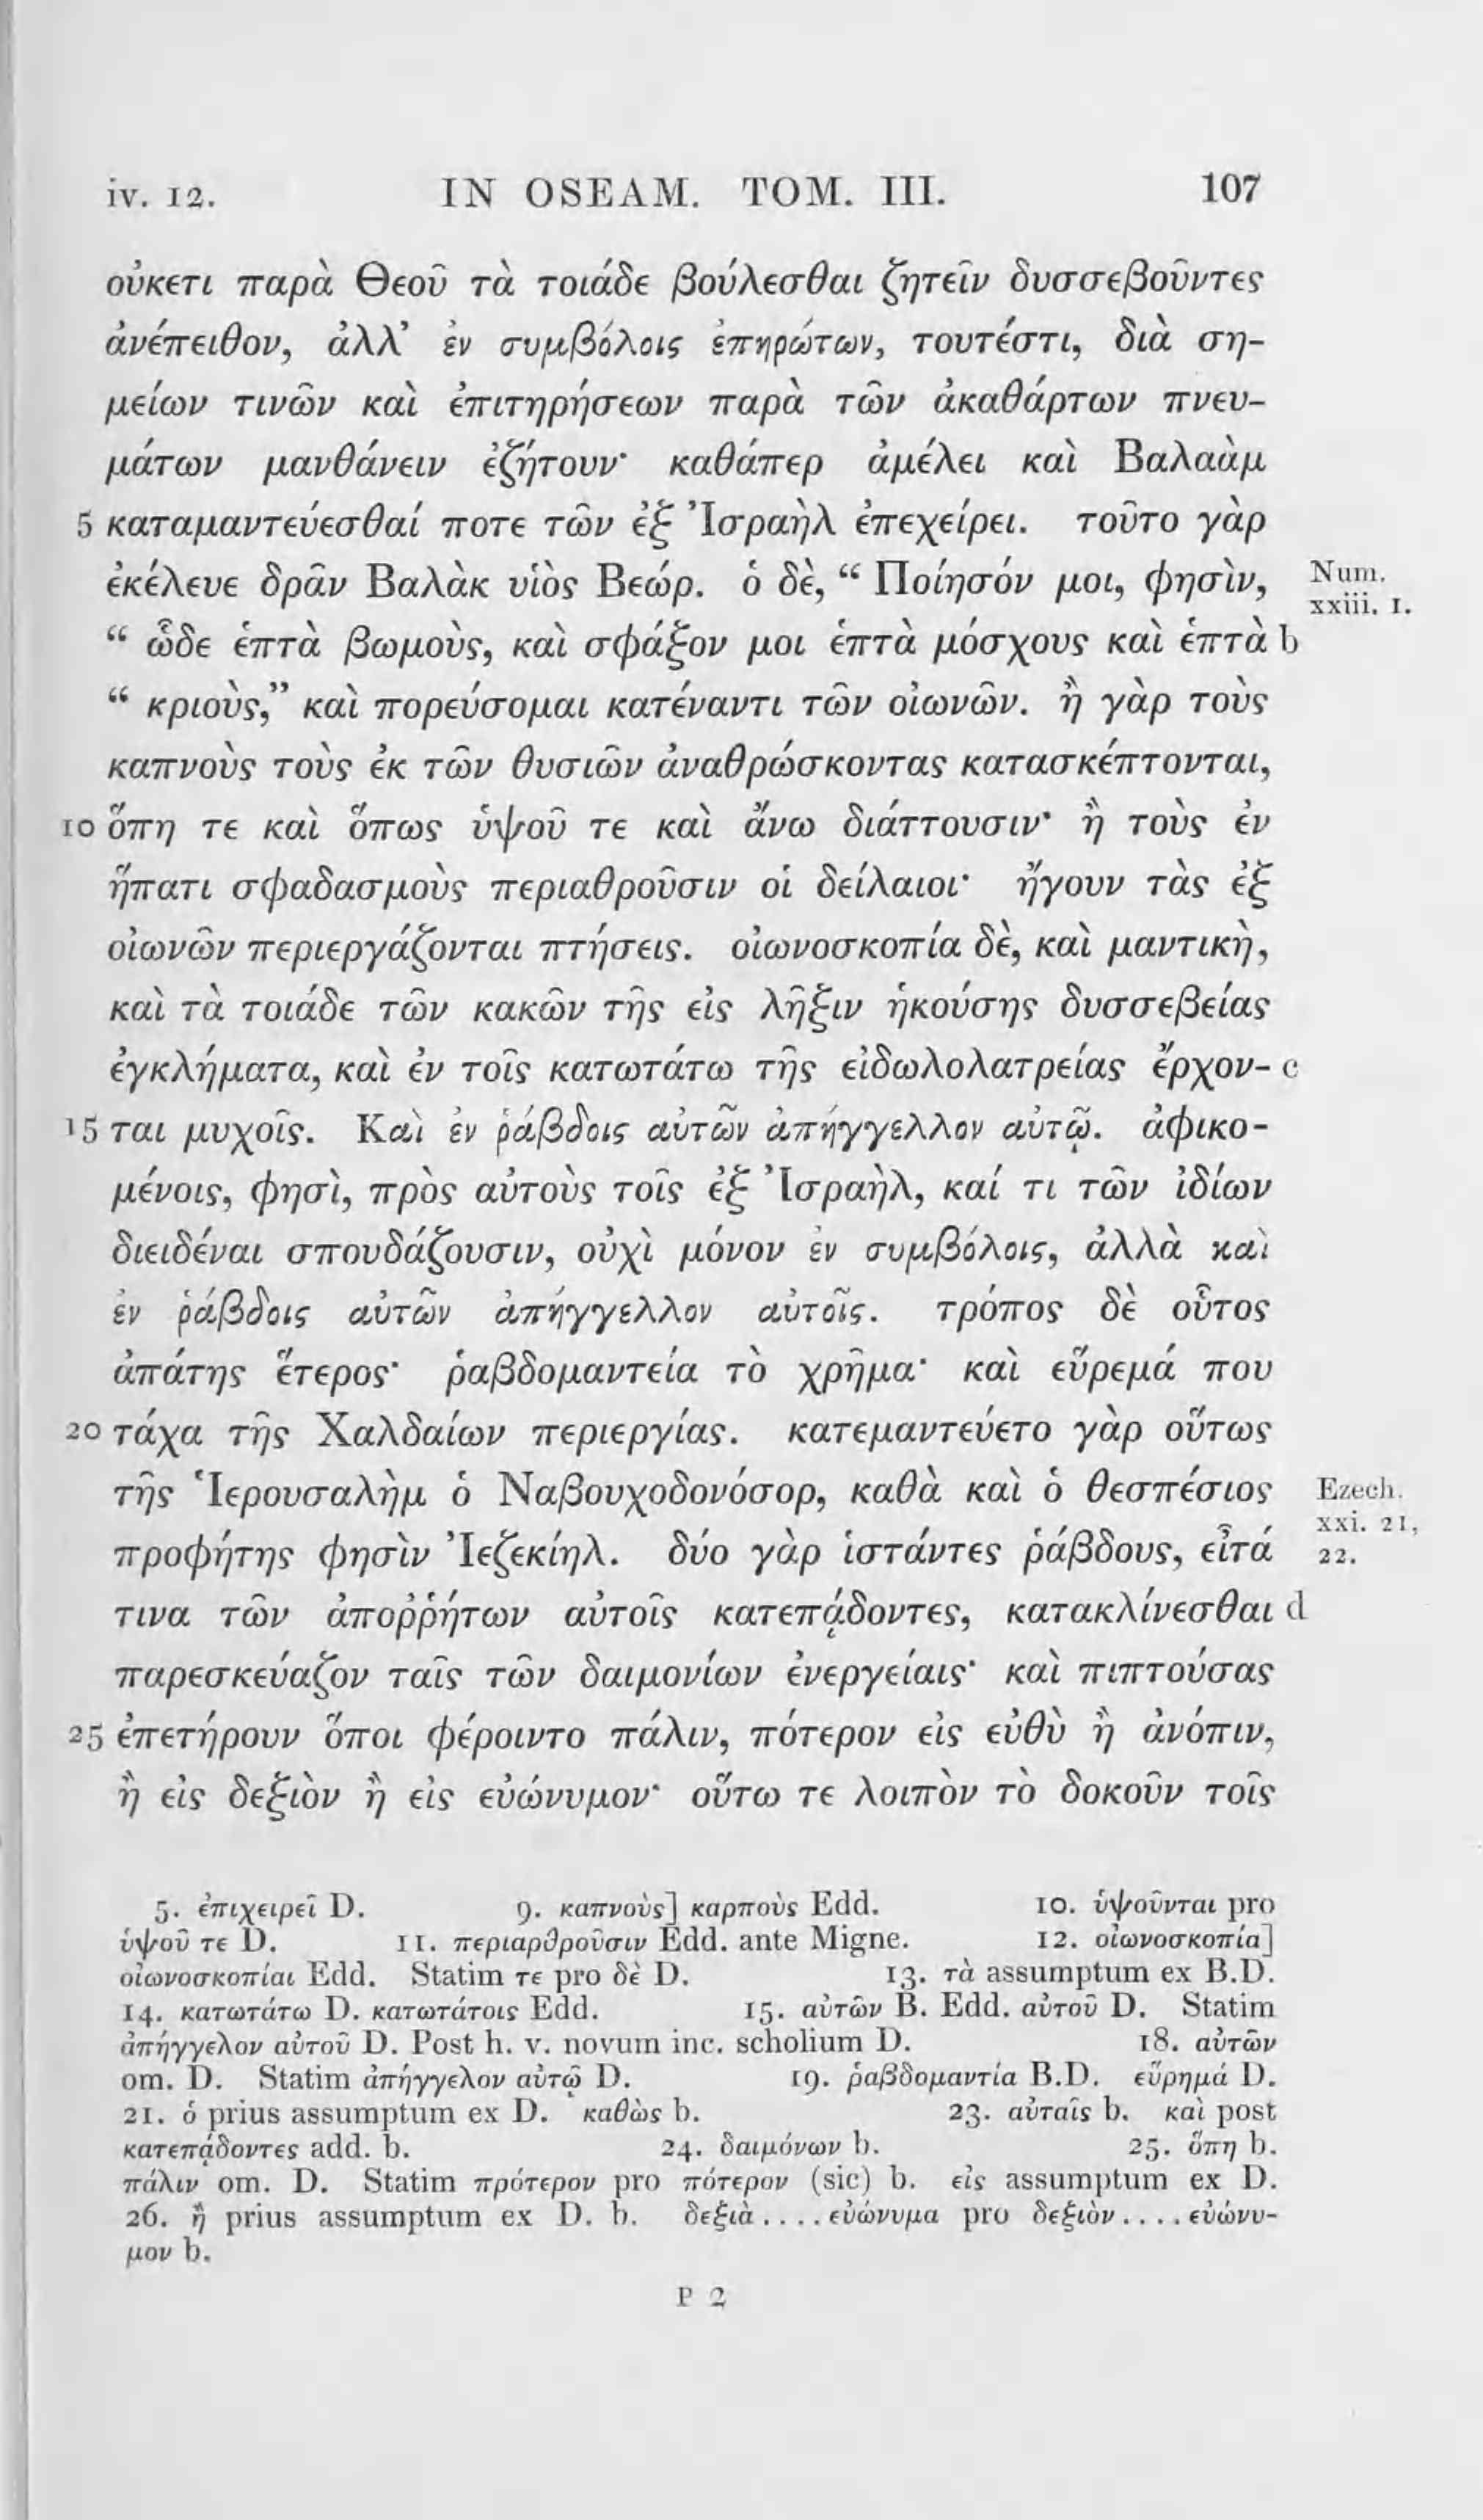 iv. 12. IN OSEAM. TOM. III. 107
οὐκετι παρὰ Θεοῦ τὰ τοιάδε βούλεσθαι ζητεῖν δυσσεβοῦντες
ἀνέπειθον, ἀλλ’ ἐν συμβόλοις ἐπηρώτων, τουτέστι, διὰ ση-
μείων τινῶν καὶ ἐπιτηρήσεων παρὰ τῶν ἀκαθάρτων πνευ-
μάτων μανθάνειν ἐζήτουν· καθάπερ ἀμέλει καὶ Βαλαὰμ
5 καταμαντεύεσθαί ποτε τῶν ἐξ Ἰσραὴλ ἐπεχείρει. τοῦτο γὰρ
ἐκέλευε δρᾶν Βαλὰκ υἱὸς Βεώρ. ὁ δὲ, “ Ποίησόν μοι, φησὶν, Num. xxiii. 1.
“ ὧδε ἑπτὰ βωμοὺς, καὶ σφάξον μοι ἑπτὰ μόσχους καὶ ἑπτὰ b
“ κριοὺς,” καὶ πορεύσομαι κατέναντι τῶν οἰωνῶν. ἢ γὰρ τοὺς
καπνοὺς τοὺς ἐκ τῶν θυσιῶν ἀναθρώσκοντας κατασκέπτονται,
10 ὅπη τε καὶ ὅπως ὑψοῦ τε καὶ ἄνω διάττουσιν· ἢ τοὺς ἐν
ἥπατι σφαδασμοὺς περιαθροῦσιν οἱ δείλαιοι· ἤγουν τὰς ἐξ
οἰωνῶν περιεργάζονται πτήσεις. οἰωνοσκοπία δὲ, καὶ μαντικὴ,
καὶ τὰ τοιάδε τῶν κακῶν τῆς εἰς λῆξιν ἡκούσης δυσσεβείας
ἐγκλήματα, καὶ ἐν τοῖς κατωτάτω τῆς εἰδωλολατρείας ἔρχον- c
15 ται μυχοῖς. Καὶ ἐν ῥάβδοις αὐτῶν ἀπήγγελλον αὐτῷ. ἀφικο-
μένοις, φησὶ, πρὸς αὐτοὺς τοῖς ἐξ Ἰσραὴλ, καί τι τῶν ἰδίων
διειδέναι σπουδάζουσιν, οὐχὶ μόνον ἐν συμβόλοις, ἀλλὰ καὶ
ἐν ῥάβδοις αὐτῶν ἀπήγγελλον αὐτοῖς. τρόπος δὲ οὗτος
ἀπάτης ἕτερος· ῥαβδομαντεία τὸ χρῆμα· καὶ εὕρεμά που
20 τάχα τῆς Χαλδαίων περιεργίας. κατεμαντεύετο γὰρ οὕτως
τῆς Ἱερουσαλὴμ ὁ Ναβουχοδονόσορ, καθὰ καὶ ὁ θεσπέσιος Ezech.
προφήτης φησὶν Ἰεζεκίηλ. δύο γὰρ ἱστάντες ῥάβδους, εἶτά xxi. 21, 22.
τινα τῶν ἀποῤῥήτων αὐτοῖς κατεπᾴδοντες, κατακλίνεσθαι d
παρεσκεύαζον ταῖς τῶν δαιμονίων ἐνεργείαις· καὶ πιπτούσας
25 ἐπετήρουν ὅποι φέροιντο πάλιν, πότερον εἰς εὐθὺ ἢ ἀνόπιν,
ἢ εἰς δεξιὸν ἢ εἰς εὐώνυμον· οὕτω τε λοιπὸν τὸ δοκοῦν τοῖς
5. ἐπιχειρεῖ D. 9. καπνοὺς] καρποὺς Edd. 10. ὑψοῦνται pro
ὑψοῦ τε D. 11. περιαρθροῦσιν Edd. ante Migne. 12. οἰωνοσκοπία]
οἰωνοσκοπίαι Edd. Statim τε pro δὲ D. 13. τὰ assumptum ex B.D.
14. κατωτάτω D. κατωτάτοις Edd. 15. αὐτῶν B. Edd. αὐτοῦ D. Statim
ἀπήγγελον αὐτοῦ D. Post h. v. novum inc. scholium D. 18. αὐτῶν
om. D. Statim ἀπήγγελον αὐτῷ D. 19. ῥαβδομαντία B.D. εὕρημά D.
21. ὁ prius assumptum ex D. καθὼς b. 23. αὐταῖς b. καὶ post
κατεπᾴδοντες add. b. 24. δαιμόνων b. 25. ὅπη b.
πάλιν om. D. Statim πρότερον pro πότερον (sic) b. εἰς assumptum ex D.
26. ἢ prius assumptum ex D. b. δεξιὰ .... εὐώνυμα pro δεξιὸν .... εὐώνυ-
μον b.
P 2